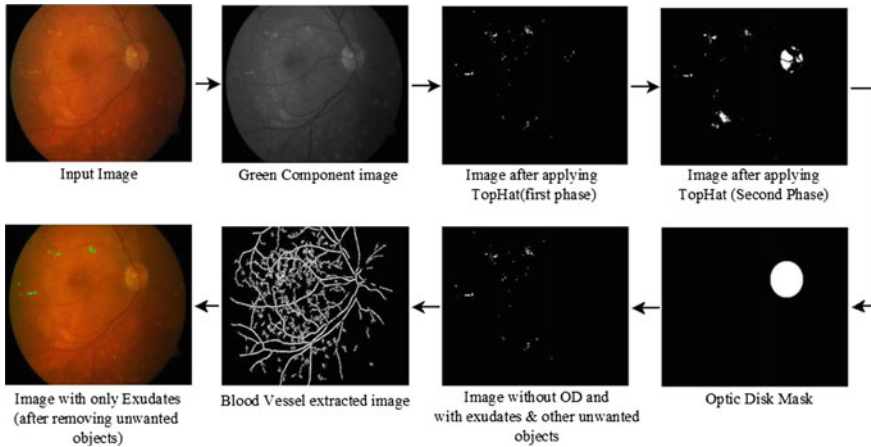 Input Image
Green Component image
Image after applying
TopHat(first phase)
Image after applying
TopHat (Second Phase)
Image with only Exudates
(after removing unwanted
objects)
Blood Vessel extracted image
Image without OD and
with exudates & other unwanted
objects
Optic Disk Mask